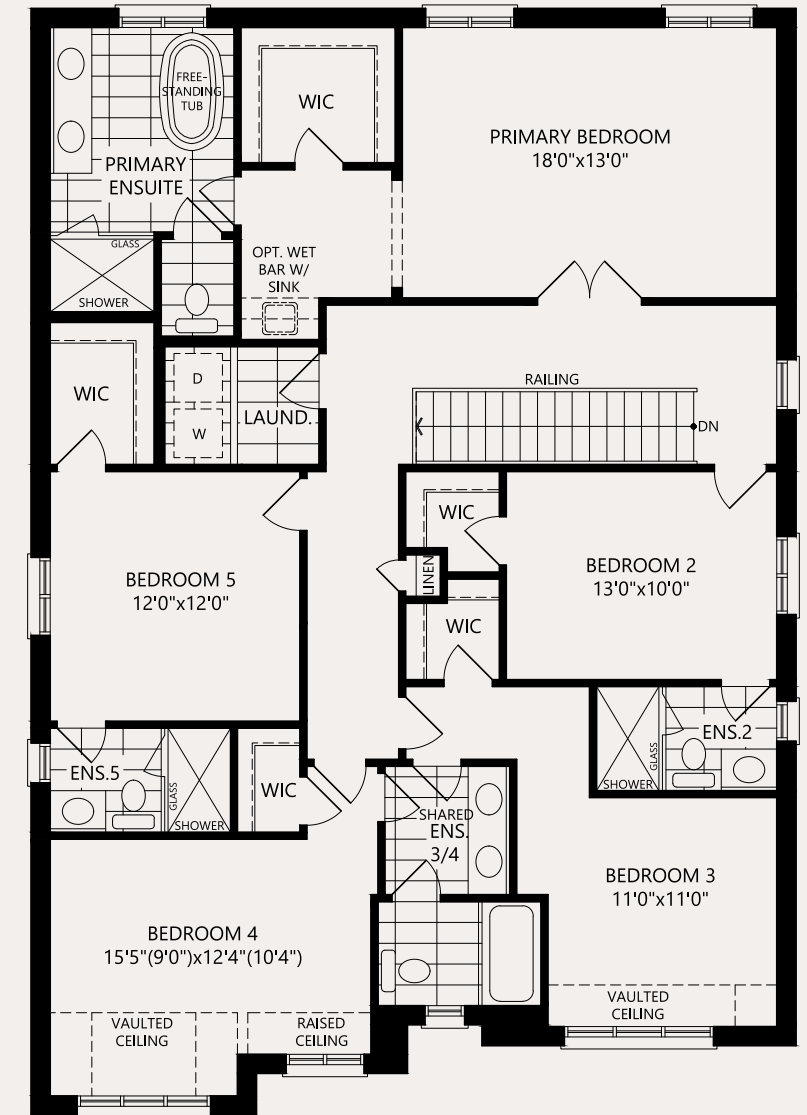 FREE-
STANDING
TUB
WIC
PRIMARY
ENSUITE
PRIMARY BEDROOM
18'0"x13'0"
GLASS
SHOWER
OPT. WET
BAR W/
SINK
WIC
D
W
LAUND.
RAILING
DN
WIC
LINEN
WIC
BEDROOM 5
12'0"x12'0"
BEDROOM 2
13'0"x10'0"
ENS.5
GLASS
SHOWER
WIC
SHARED
ENS.
3/4
GLASS
SHOWER
ENS.2
BEDROOM 3
11'0"x11'0"
BEDROOM 4
15'5"(9'0")x12'4"(10'4")
VAULTED
CEILING
RAISED
CEILING
VAULTED
CEILING